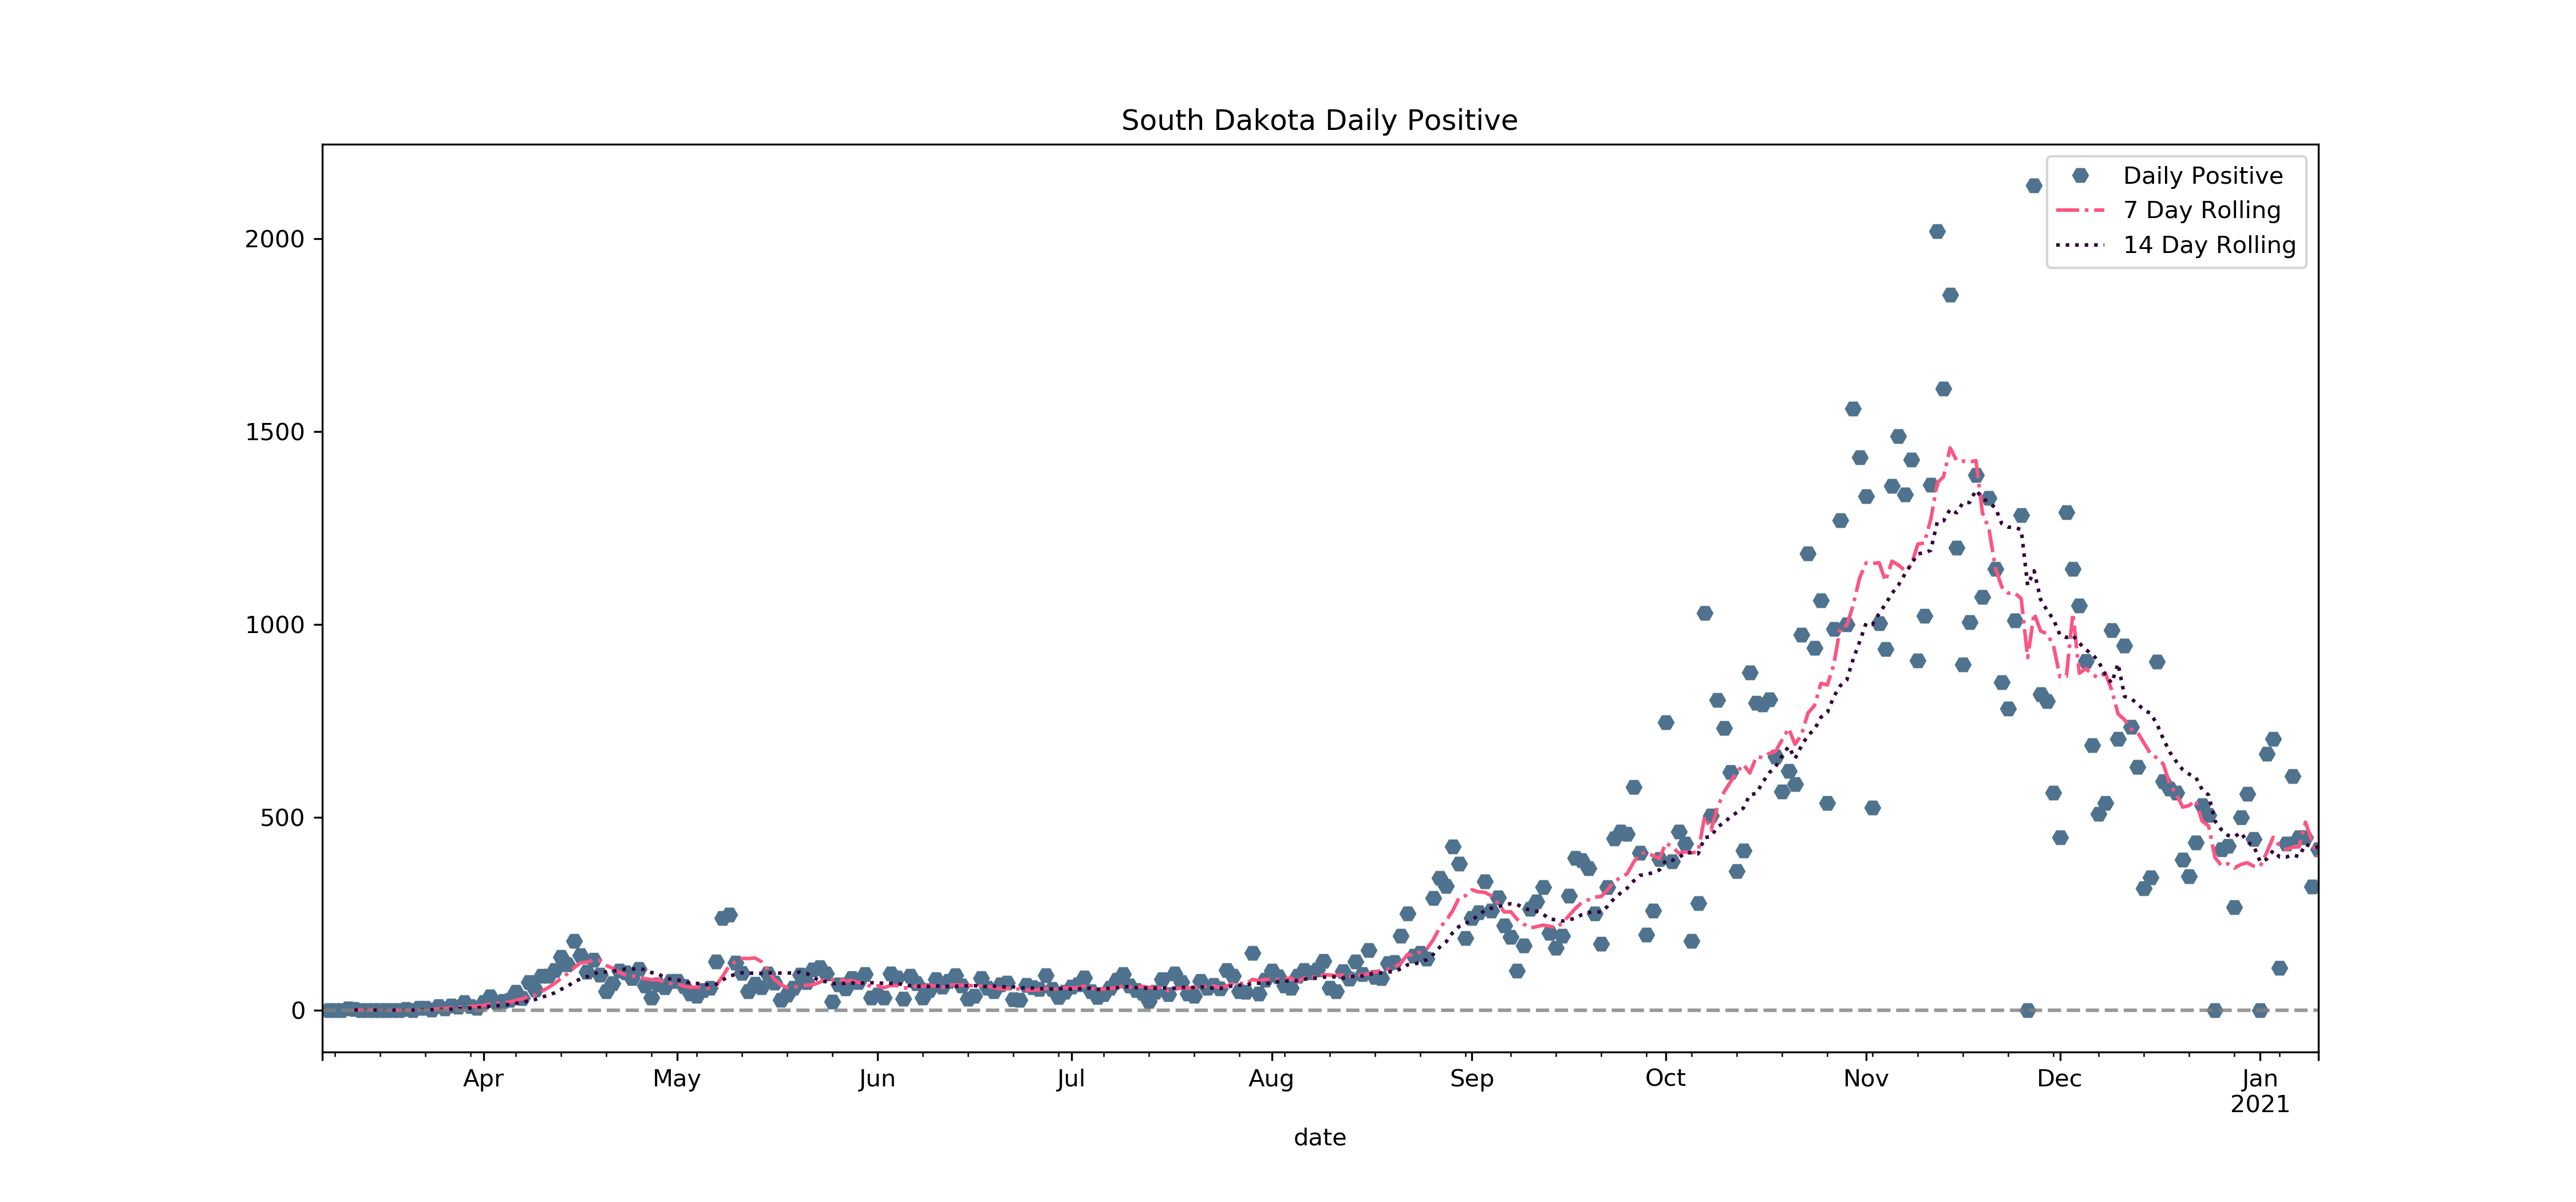 South Dakota Daily Positive
Daily Positive
7 Day Rolling
14 Day Rolling
2000
1500
1000
500
0
Apr May Jun Jul Aug Sep Oct Nov Dec Jan
2021
date